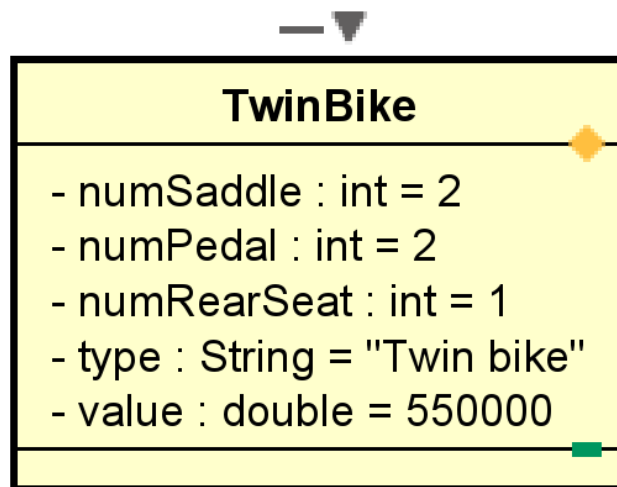 TwinBike
- numSaddle : int = 2
- numPedal : int = 2
- numRearSeat : int = 1
- type : String = "Twin bike"
- value : double = 550000